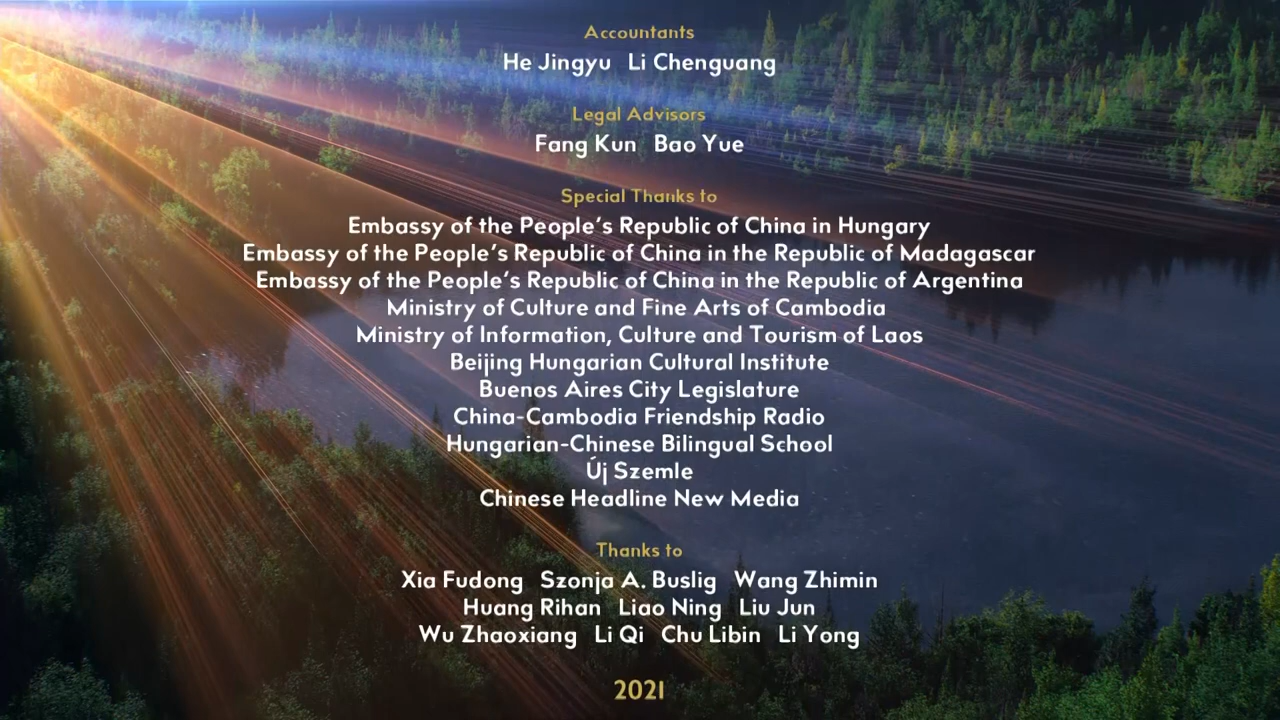 Accountants
He Jingyu Li Chenguang
Legal Advisors
Fang Kun Bao Yue
Special Thanks to
Embassy of the People's Republic of China in Hungary
Embassy of the People's Republic of China in the Republic of Madagascar
Embassy of the People's Republic of China in the Republic of Argentina
Ministry of Culture and Fine Arts of Cambodia
Ministry of Information, Culture and Tourism of Laos
Beijing Hungarian Cultural Institute
Buenos Aires City Legislature
China-Cambodia Friendship Radio
Hungarian-Chinese Bilingual School
Új Szemle
Chinese Headline New Media
Thanks to
Xia Fudong Szonja A. Buslig Wang Zhimin
Huang Rihan Liao Ning Liu Jun
Wu Zhaoxiang Li Qi Chu Libin Li Yong
2021